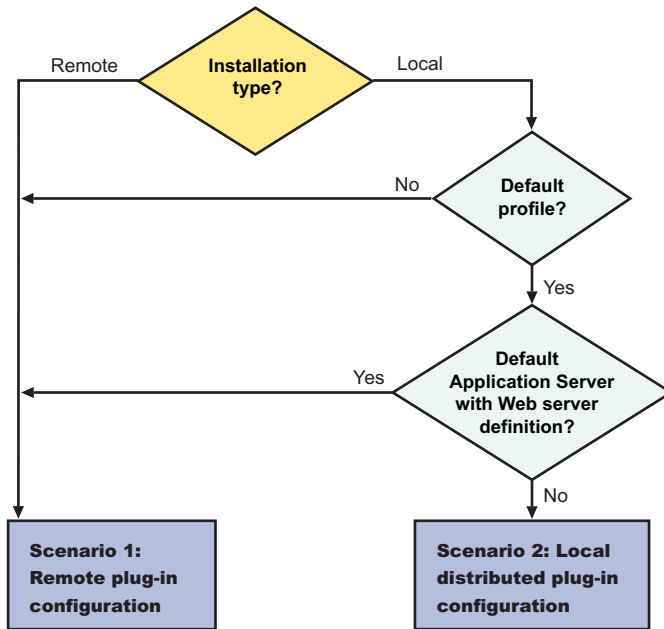 Remote
Installation
type?
Local
No
Default
profile?
Yes
Yes
Default
Application Server
with Web server
definition?
No
Scenario 1:
Remote plug-in
configuration
Scenario 2: Local
distributed plug-in
configuration